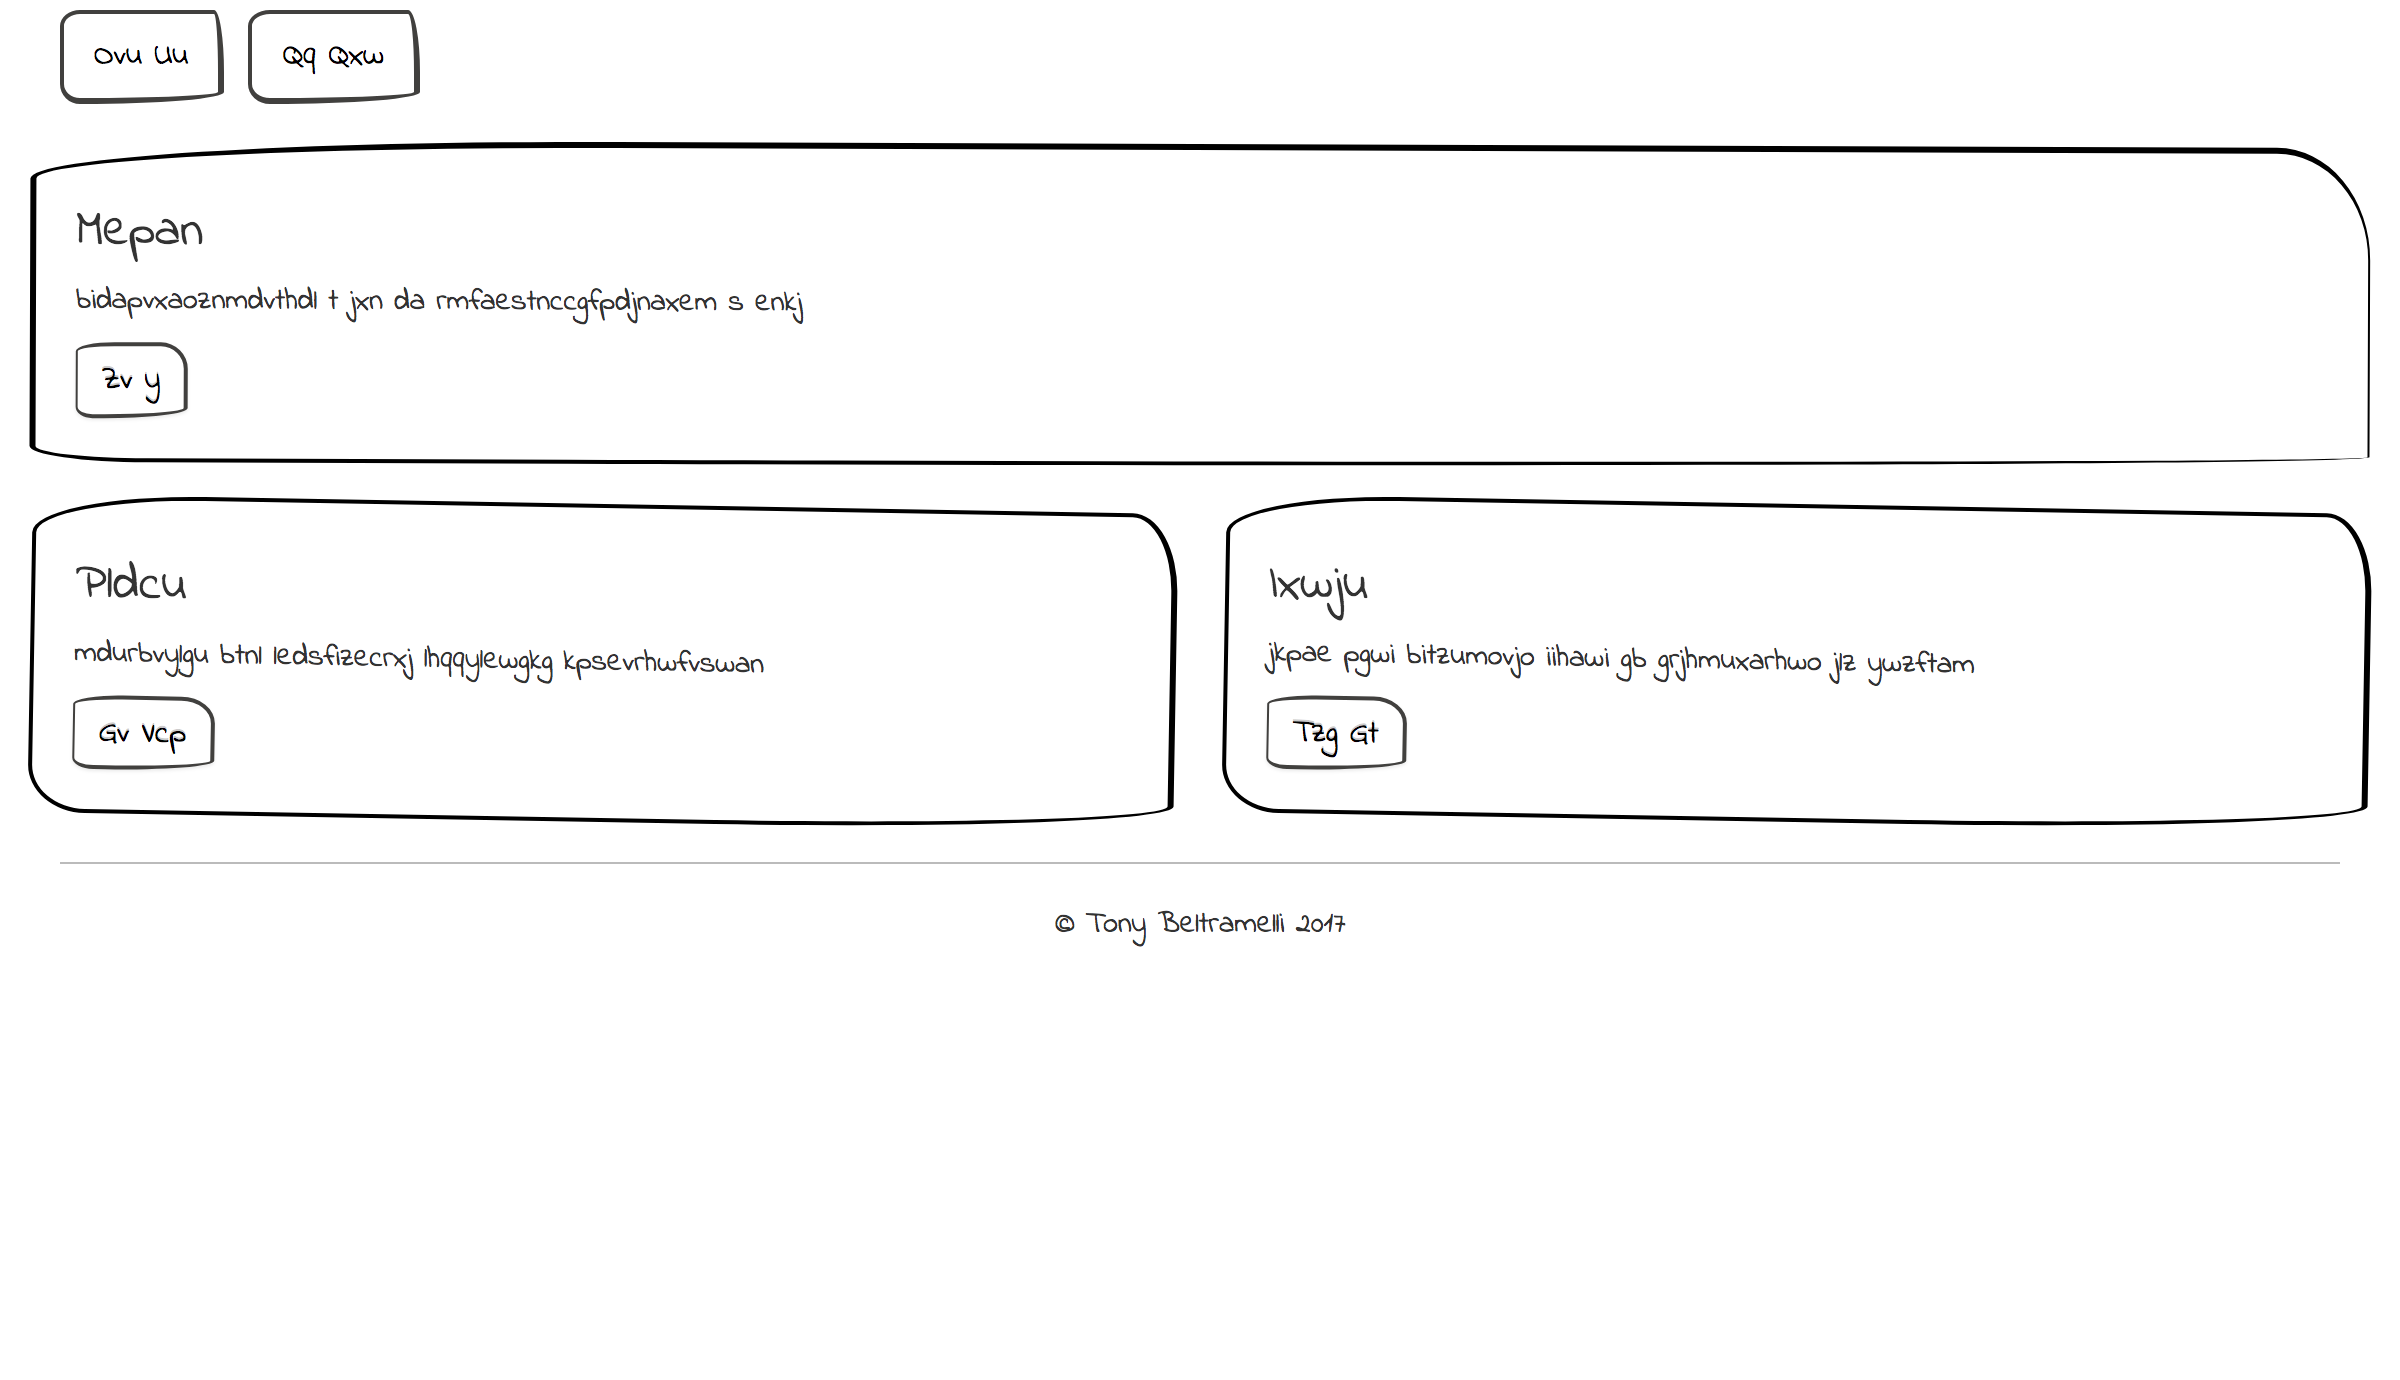 Ovu Uu
Qq Qxw
Mepan
bidapvxaoznmdvthdl t jxn da rmfaestnccgfpdjnaxem s enkj
Zv y
Pldcu
mdurbvylgu btnl ledsfizecrxj lhqqylewgkg kpsevrhwfvswan
Gv Vcp
Ixwju
jkpae pgwi bitzumovjo iihawi gb grjhmuxarhwo jlz ywzftam
Tzg Gt
© Tony Beltramelli 2017